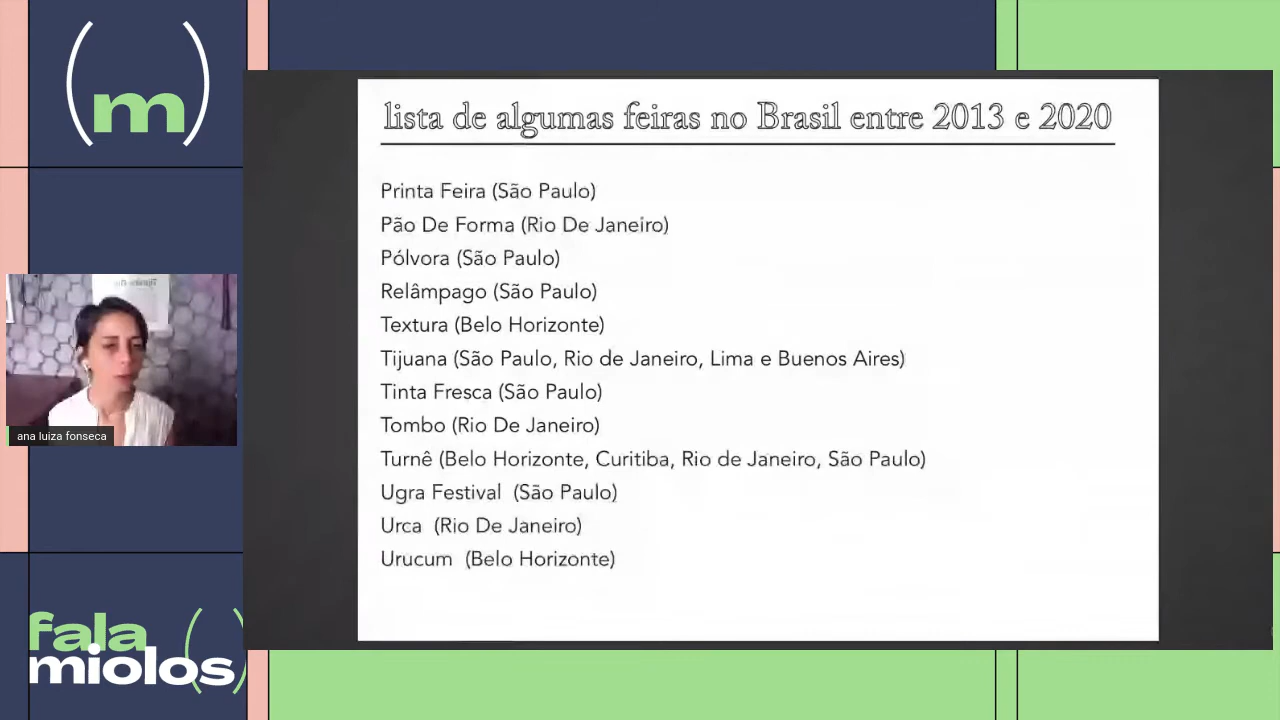 (m)
lista de algumas feiras no Brasil entre 2013 e 2020
Printa Feira (São Paulo)
Pão De Forma (Rio De Janeiro)
Pólvora (São Paulo)
Relâmpago (São Paulo)
Textura (Belo Horizonte)
Tijuana (São Paulo, Rio de Janeiro, Lima e Buenos Aires)
Tinta Fresca (São Paulo)
Tombo (Rio De Janeiro)
Turnê (Belo Horizonte, Curitiba, Rio de Janeiro, São Paulo)
Ugra Festival (São Paulo)
Urca (Rio De Janeiro)
Urucum (Belo Horizonte)
ana luiza fonseca
fala ( )
miolos